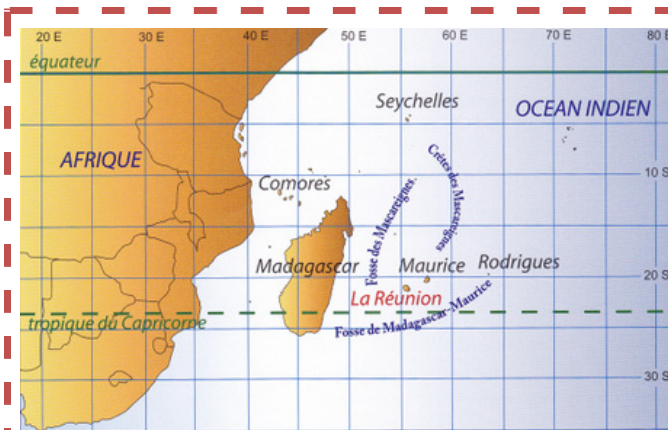 20 E 30 E 40 E 50 E 60 E 70 E 80 E
équateur
Seychelles
OCEAN INDIEN
AFRIQUE
Crêtes des Mascareignes
10 S
Comores
Fosse des Mascareignes
Madagascar
Maurice
Rodrigues
20 S
La Réunion
tropique du Capricorne
Fosse de Madagascar-Maurice
30 S